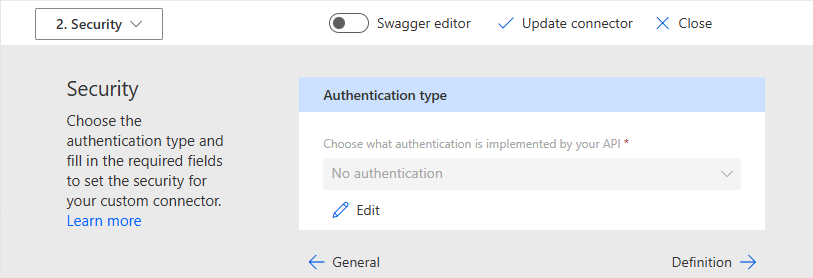 2. Security
Swagger editor
Update connector
Close
Security
Choose the
authentication type and
fill in the required fields
to set the security for
your custom connector.
Learn more
Authentication type
Choose what authentication is implemented by your API *
No authentication
Edit
General
Definition